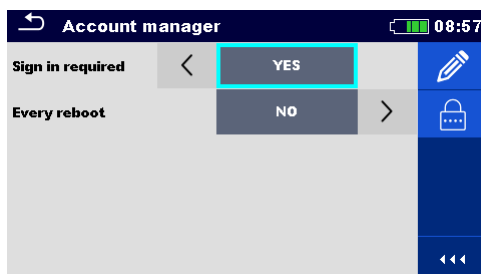 Account manager 08:57
Sign in required YES
Every reboot NO